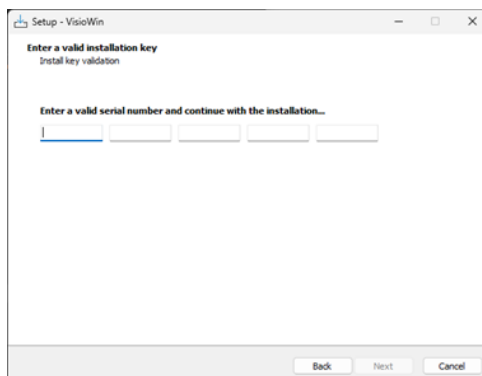 Setup - VisioWin
Enter a valid installation key
Install key validation
Enter a valid serial number and continue with the installation...
Back Next Cancel